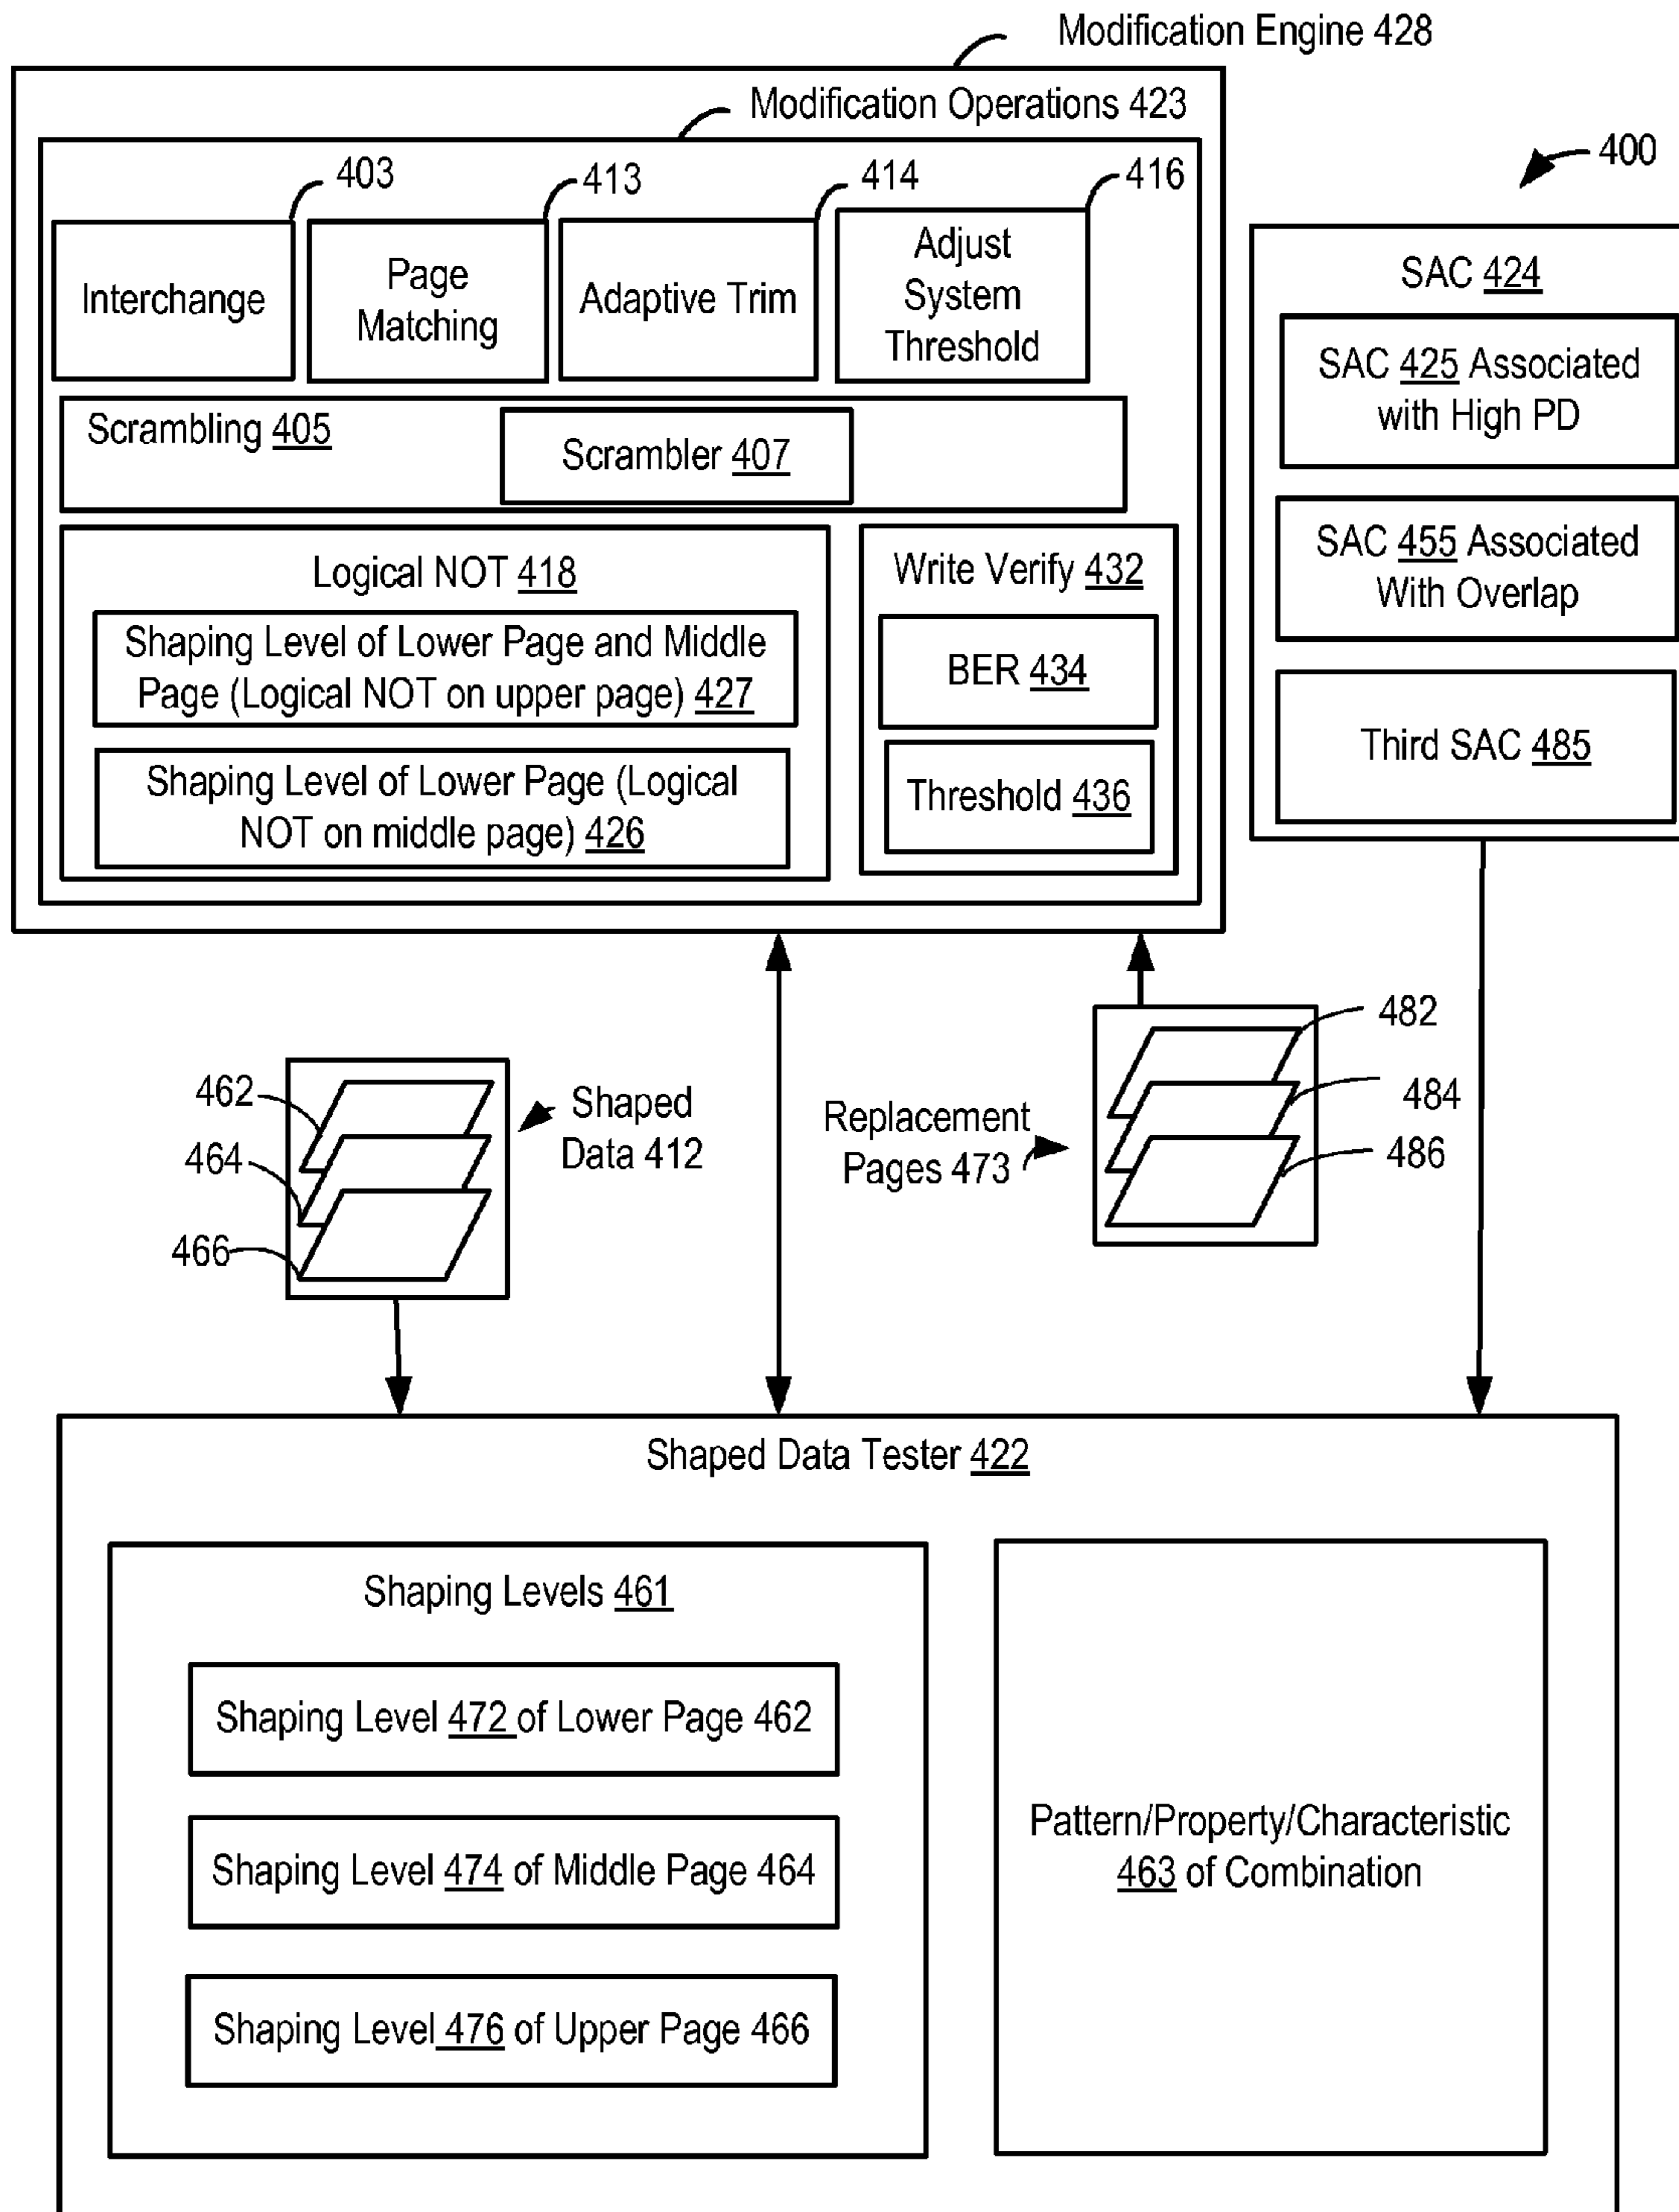 Modification Engine 428
Modification Operations 423
400
403
413
414
416
Interchange
Page
Matching
Adaptive Trim
Adjust
System
Threshold
Scrambling 405
Scrambler 407
Logical NOT 418
Shaping Level of Lower Page and Middle
Page (Logical NOT on upper page) 427
Shaping Level of Lower Page (Logical
NOT on middle page) 426
Write Verify 432
BER 434
Threshold 436
SAC 424
SAC 425 Associated
with High PD
SAC 455 Associated
With Overlap
Third SAC 485
462
464
466
Shaped
Data 412
Replacement
Pages 473
482
484
486
Shaped Data Tester 422
Shaping Levels 461
Shaping Level 472 of Lower Page 462
Shaping Level 474 of Middle Page 464
Shaping Level 476 of Upper Page 466
Pattern/Property/Characteristic
463 of Combination